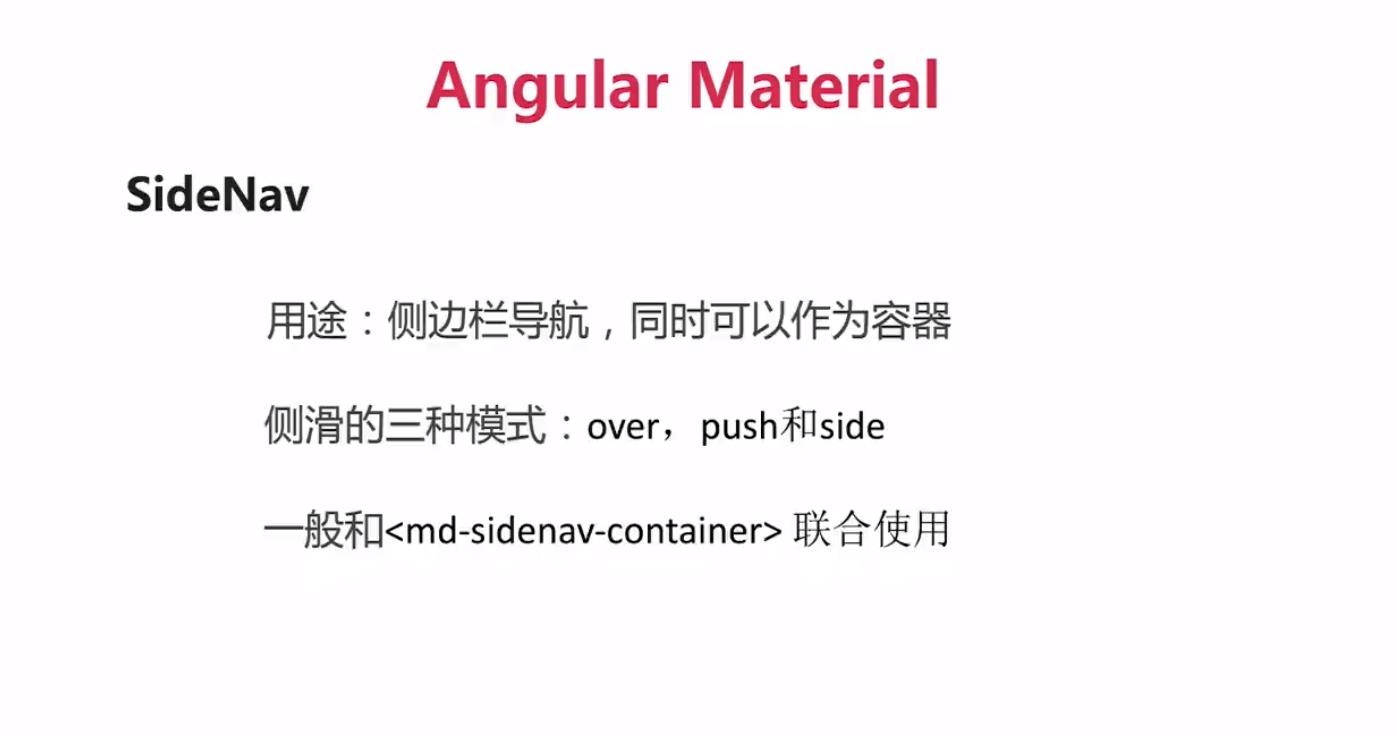 Angular Material
SideNav
用途：侧边栏导航，同时可以作为容器
侧滑的三种模式：over，push和side
一般和<md-sidenav-container> 联合使用